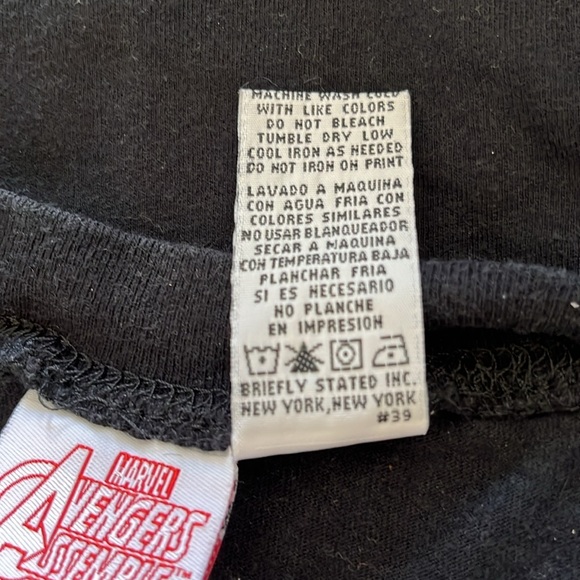 MACHINE WASH COLD
WITH LIKE COLORS
DO NOT BLEACH
TUMBLE DRY LOW
COOL IRON AS NEEDED
DO NOT IRON ON PRINT
LAVADO A MAQUINA
CON AGUA FRIA CON
COLORES SIMILARES
NO USAR BLANQUEADOR
SECAR A MAQUINA
CON TEMPERATURA BAJA
PLANCHAR FRIA
SI ES NECESARIO
NO PLANCHE
EN IMPRESION
BRIEFLY STATED INC.
NEW YORK, NEW YORK
#39
MARVEL
AVENGERS
ASSEMBLE